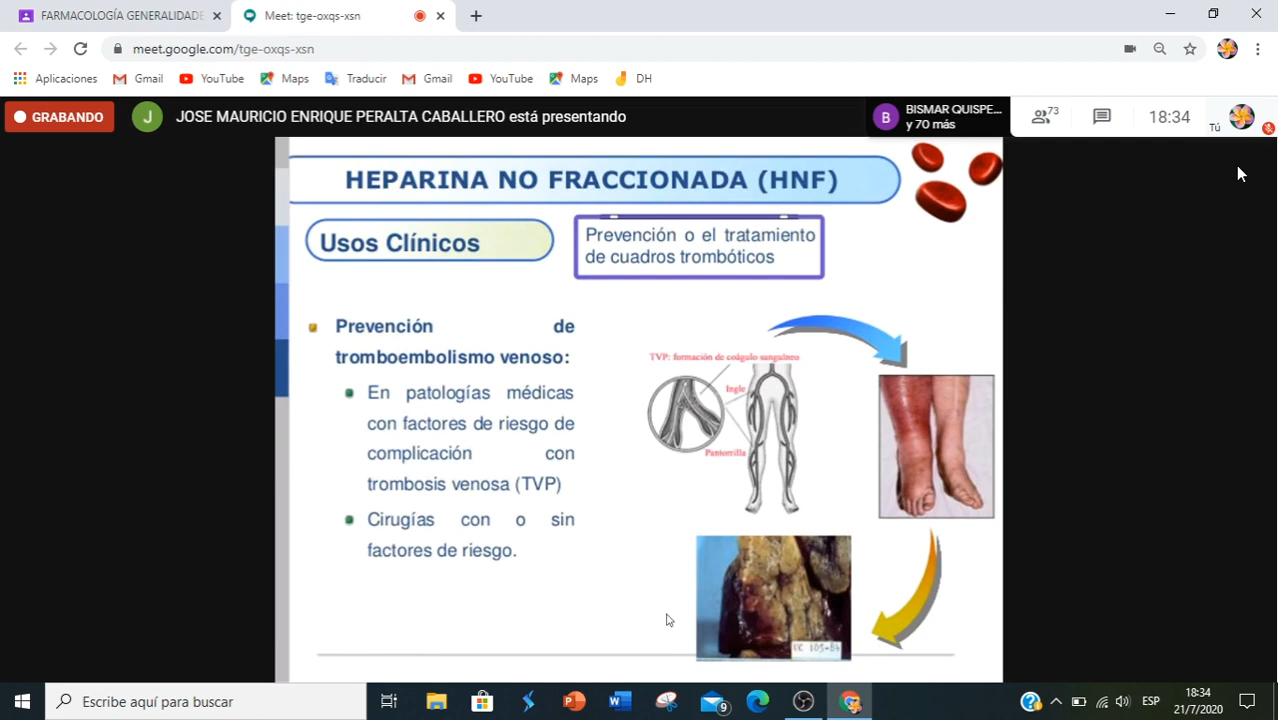 FARMACOLOGÍA GENERALIDADE
Meet: tge-oxqs-xsn
meet.google.com/tge-oxqs-xsn
Aplicaciones
Gmail
YouTube
Maps
Traducir
Gmail
YouTube
Maps
DH
GRABANDO
J
JOSE MAURICIO ENRIQUE PERALTA CABALLERO está presentando
B
BISMAR QUISPE...
y 70 más
73
18:34
Tú
HEPARINA NO FRACCIONADA (HNF)
Usos Clínicos
Prevención o el tratamiento
de cuadros trombóticos
Prevención de
tromboembolismo venoso:
En patologías médicas
con factores de riesgo de
complicación con
trombosis venosa (TVP)
Cirugías con o sin
factores de riesgo.
TVP: formación de coágulo sanguíneo
Ingle
Pantorrilla
Escribe aquí para buscar
9
ESP
18:34
21/7/2020